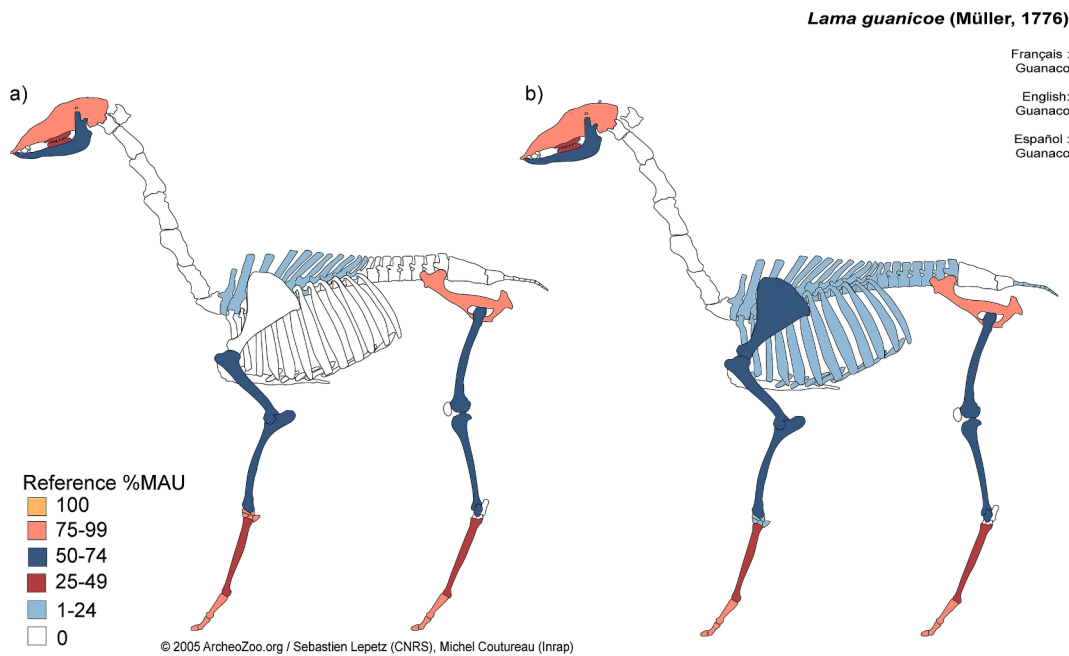 Lama guanicoe (Müller, 1776)
Français :
Guanaco
English:
Guanaco
Español :
Guanaco
a)
b)
Reference %MAU
100
75-99
50-74
25-49
1-24
0
© 2005 ArcheoZoo.org / Sebastien Lepetz (CNRS), Michel Coutureau (Inrap)